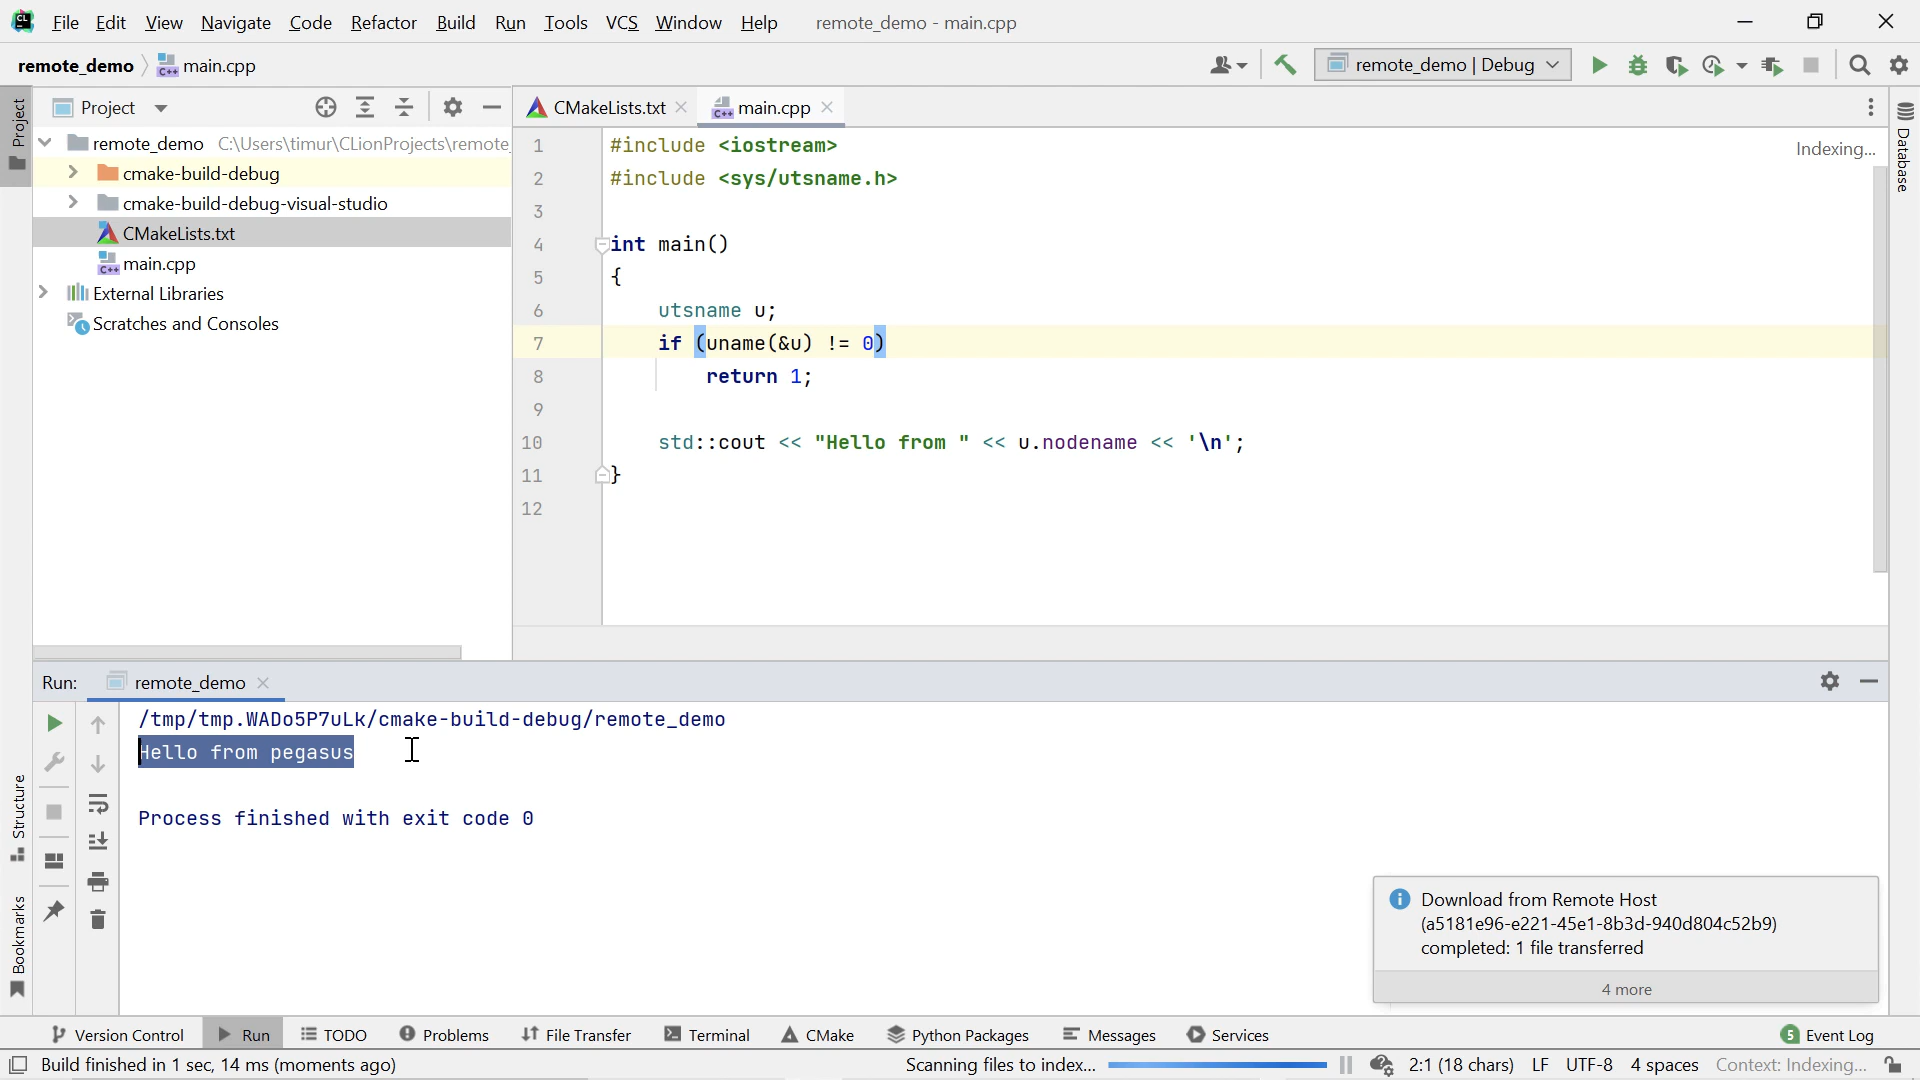 CL File Edit View Navigate Code Refactor Build Run Tools VCS Window Help remote_demo - main.cpp
remote_demo C++ main.cpp remote_demo | Debug
Project
Project
CMakeLists.txt
C++ main.cpp
Database
remote_demo C:\Users\timur\CLionProjects\remote_
cmake-build-debug
cmake-build-debug-visual-studio
CMakeLists.txt
C++ main.cpp
External Libraries
Scratches and Consoles
Indexing...
1 #include <iostream>
2 #include <sys/utsname.h>
3
4 int main()
5 {
6 utsname u;
7 if (uname(&u) != 0)
8 return 1;
9
10 std::cout << "Hello from " << u.nodename << '\n';
11 }
12
Run: remote_demo
/tmp/tmp.WADo5P7uLk/cmake-build-debug/remote_demo
Hello from pegasus
Process finished with exit code 0
Structure
Bookmarks
Download from Remote Host
(a5181e96-e221-45e1-8b3d-940d804c52b9)
completed: 1 file transferred
4 more
Version Control Run TODO Problems File Transfer Terminal CMake Python Packages Messages Services 5 Event Log
Build finished in 1 sec, 14 ms (moments ago) Scanning files to index... 2:1 (18 chars) LF UTF-8 4 spaces Context: Indexing...